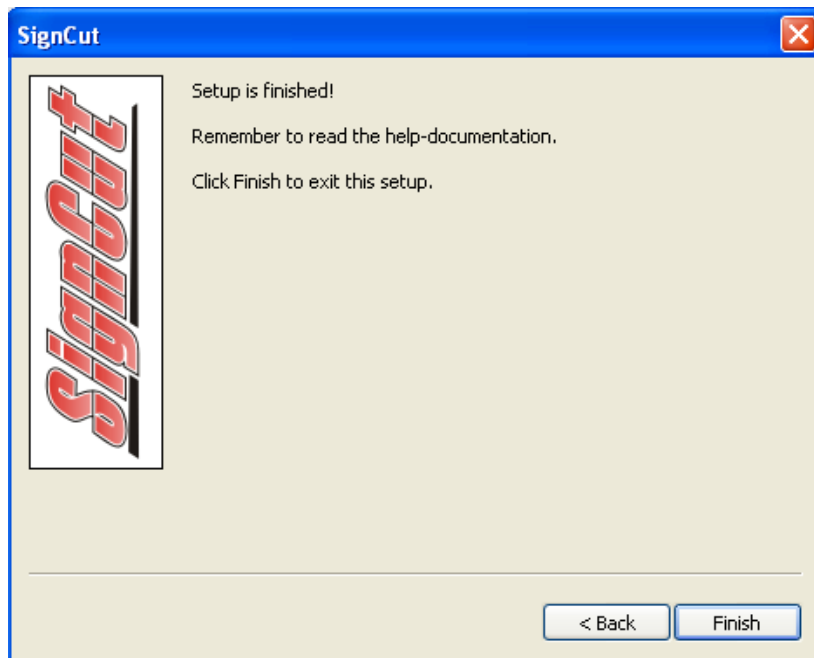 SignCut
SignCut
Setup is finished!
Remember to read the help-documentation.
Click Finish to exit this setup.
< Back
Finish